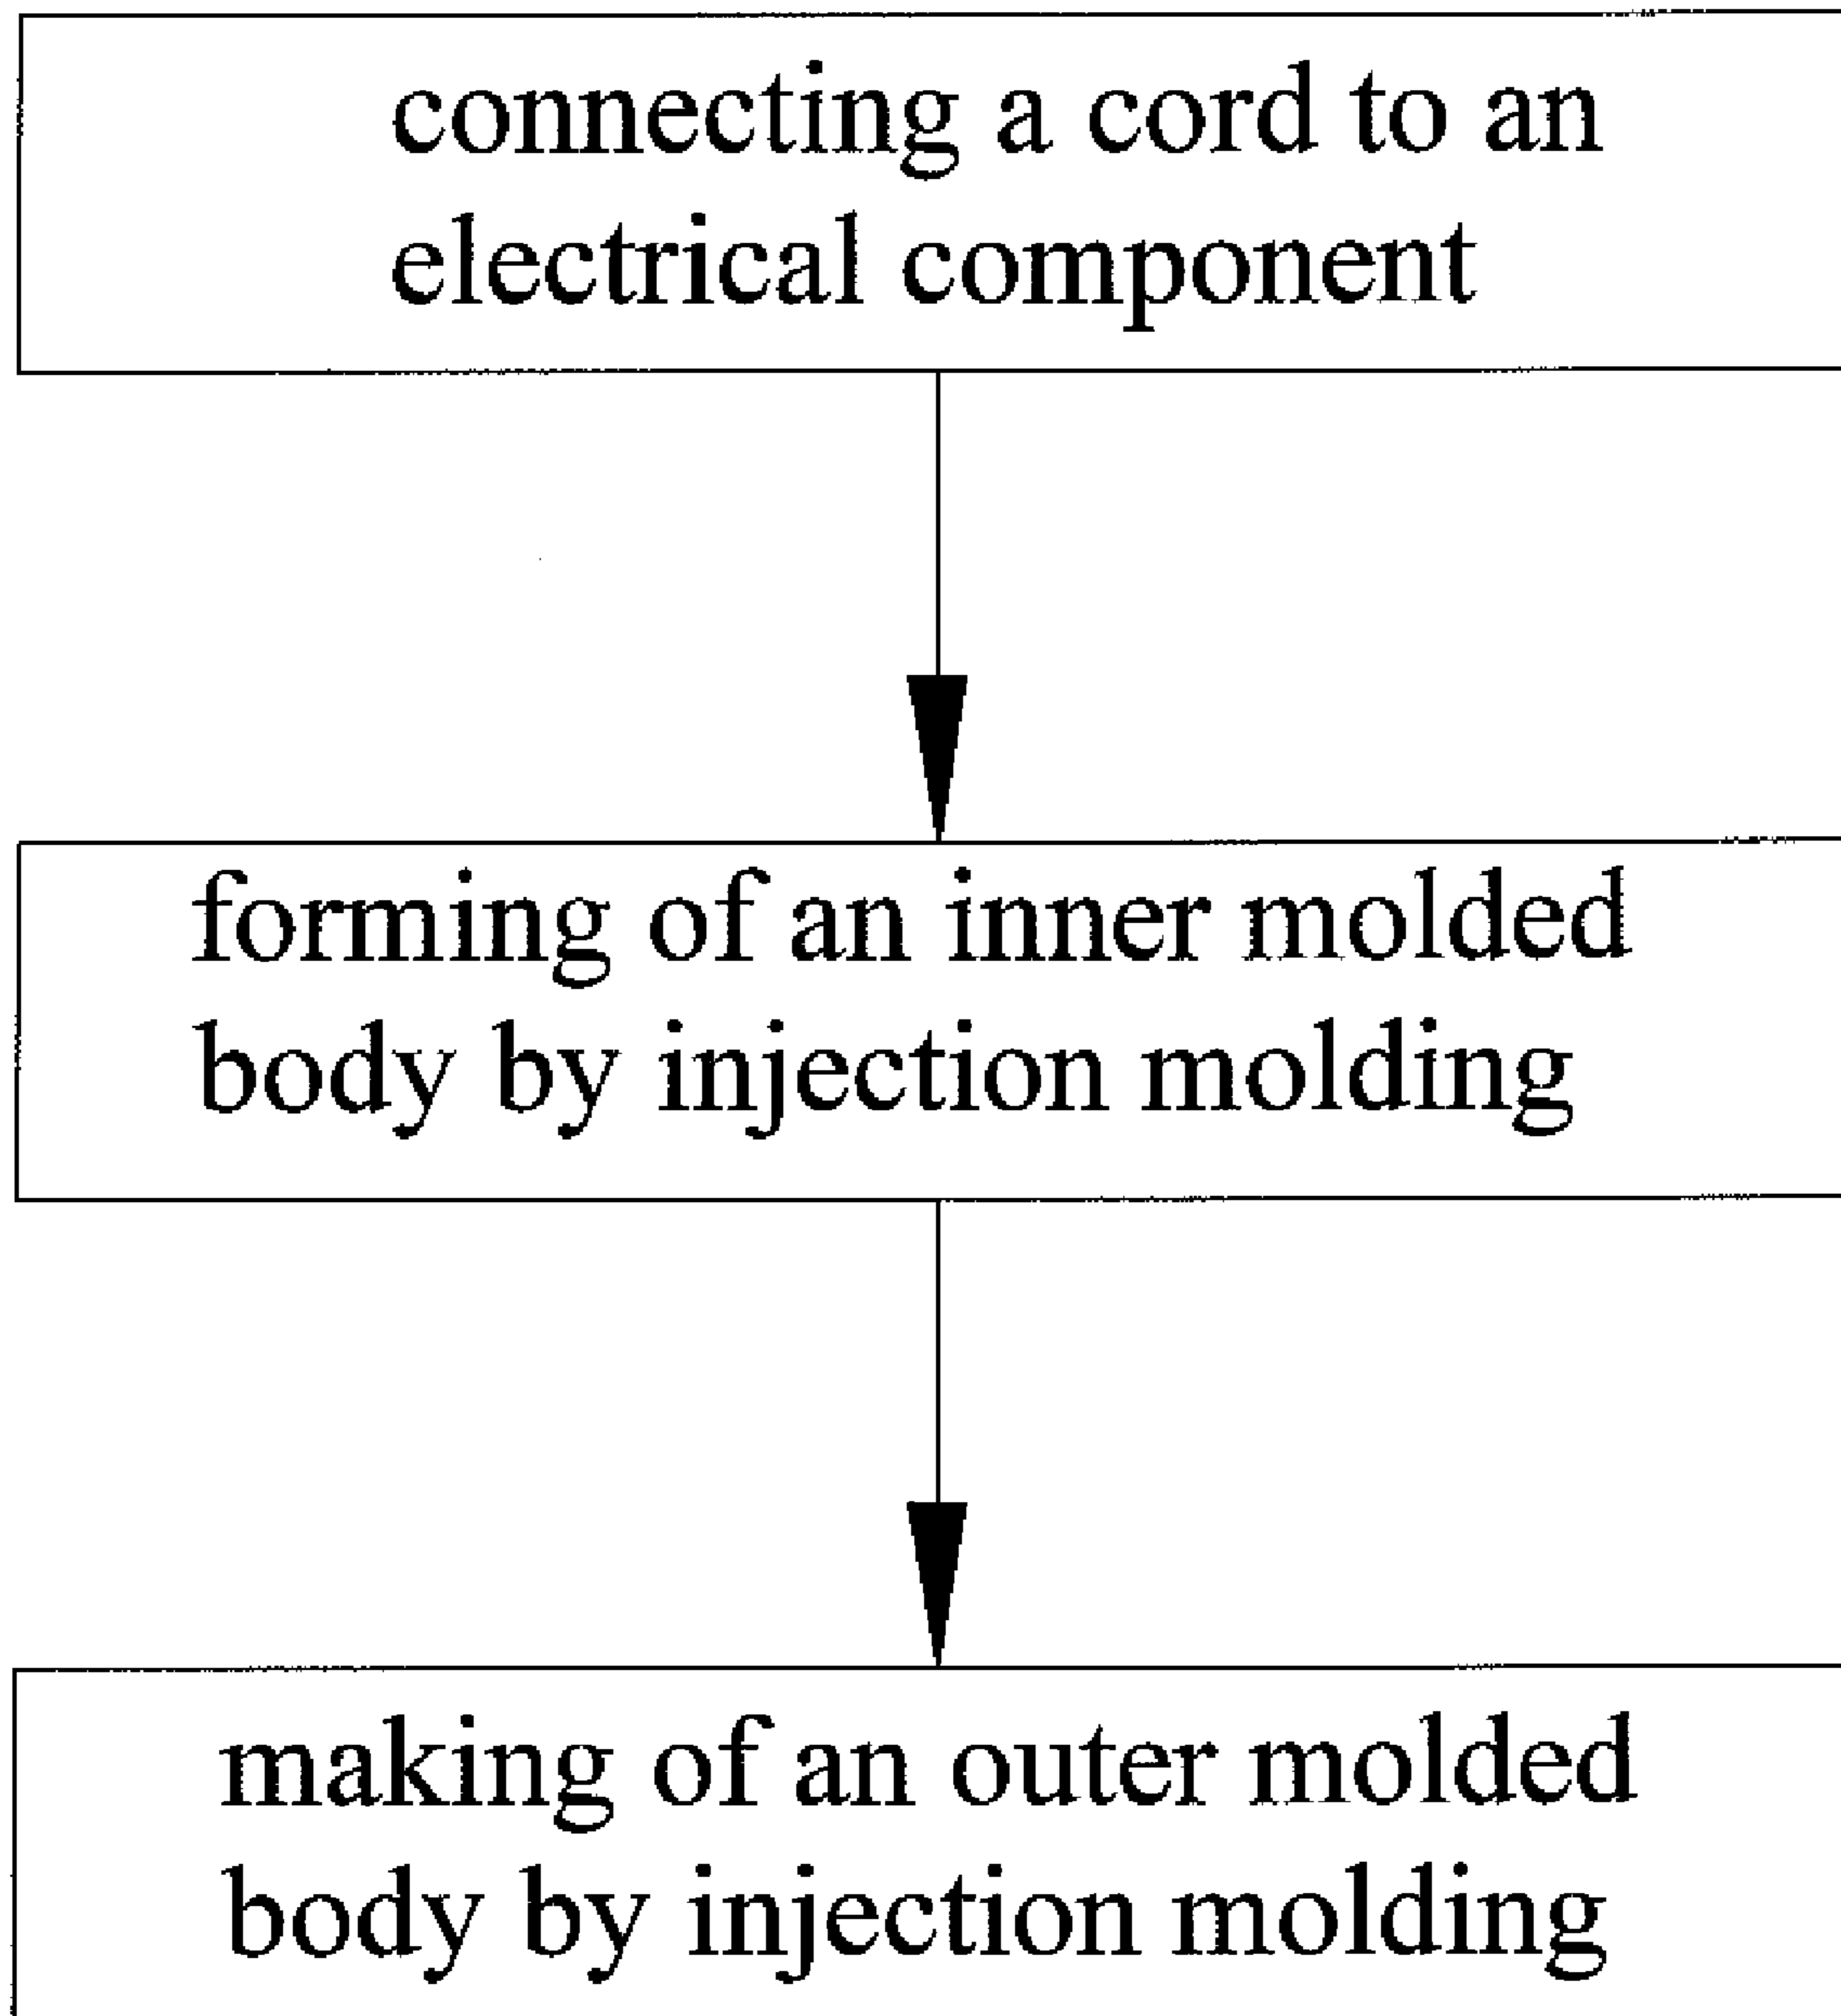 connecting a cord to an
electrical component
forming of an inner molded
body by injection molding
making of an outer molded
body by injection molding